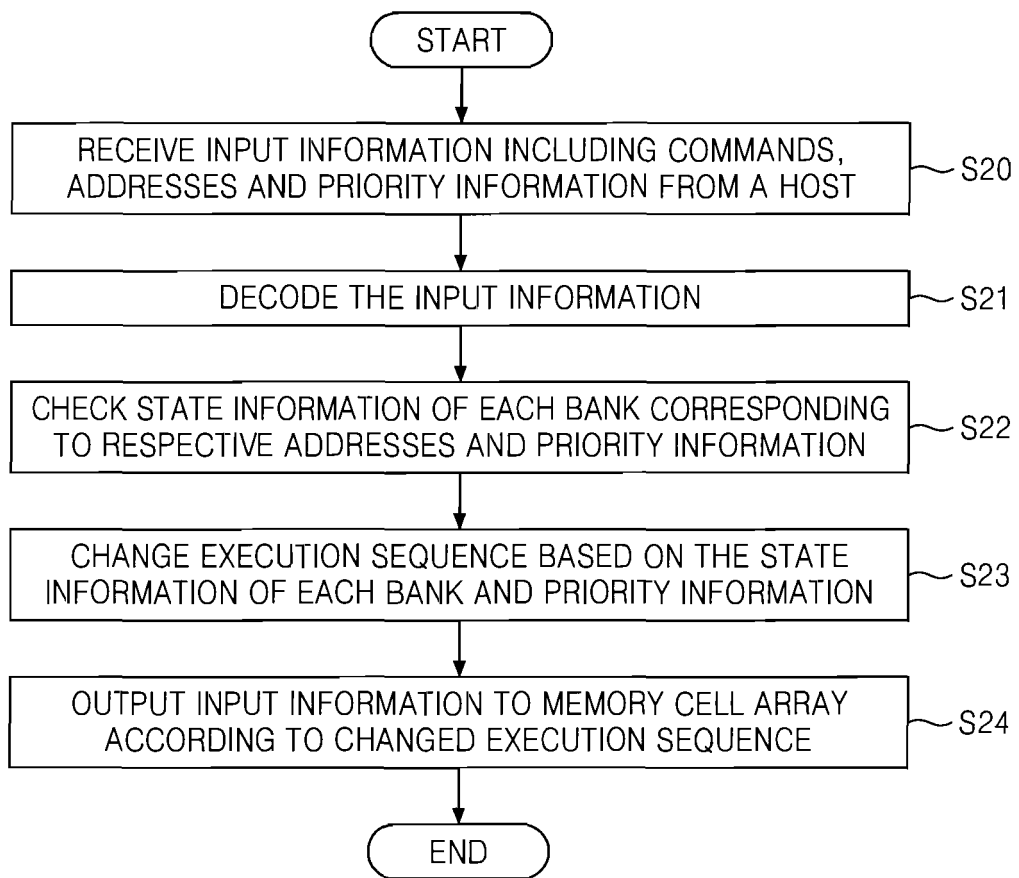 START
RECEIVE INPUT INFORMATION INCLUDING COMMANDS,
ADDRESSES AND PRIORITY INFORMATION FROM A HOST
S20
DECODE THE INPUT INFORMATION
S21
CHECK STATE INFORMATION OF EACH BANK CORRESPONDING
TO RESPECTIVE ADDRESSES AND PRIORITY INFORMATION
S22
CHANGE EXECUTION SEQUENCE BASED ON THE STATE
INFORMATION OF EACH BANK AND PRIORITY INFORMATION
S23
OUTPUT INPUT INFORMATION TO MEMORY CELL ARRAY
ACCORDING TO CHANGED EXECUTION SEQUENCE
S24
END